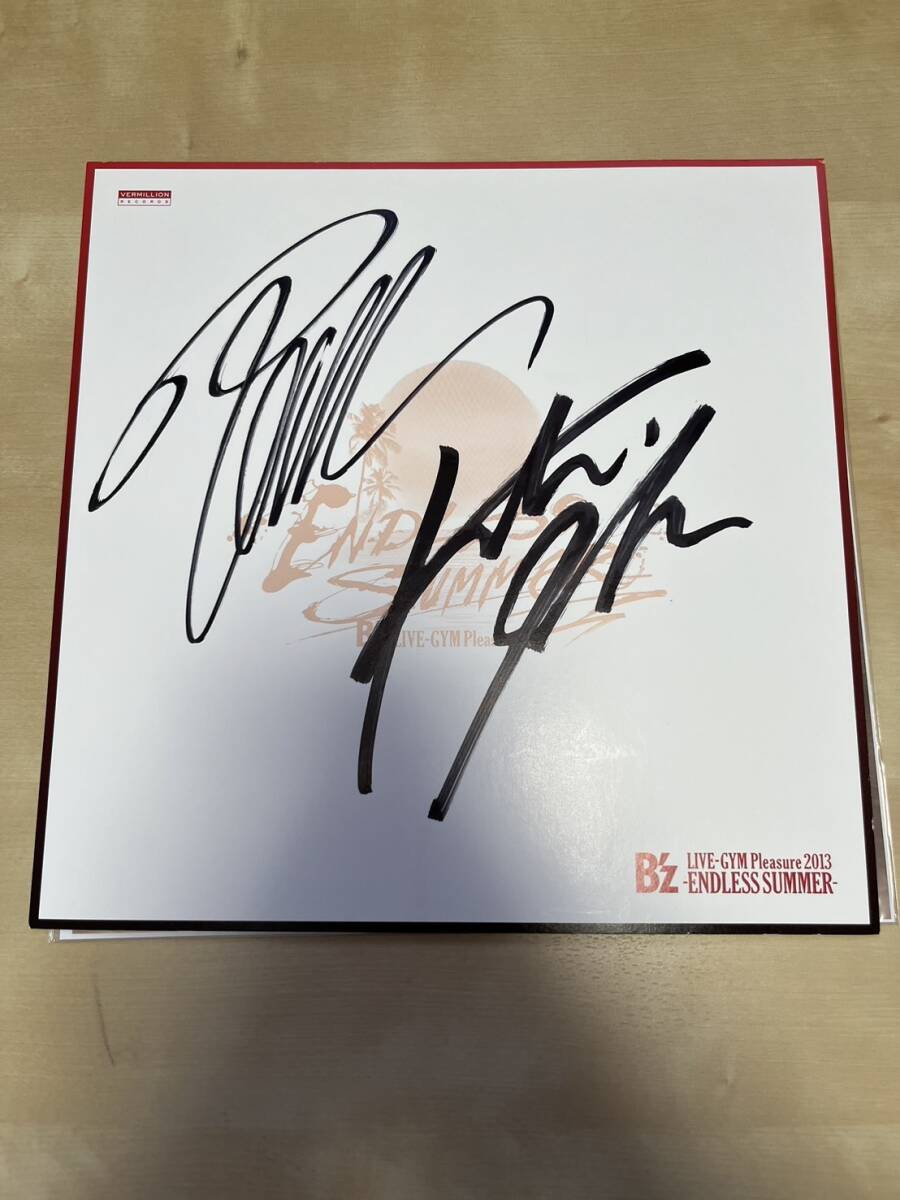 VERMILLION
RECORDS
ENDLESS
SUMMER
B'z LIVE-GYM Pleas
B'z LIVE-GYM Pleasure 2013
-ENDLESS SUMMER-